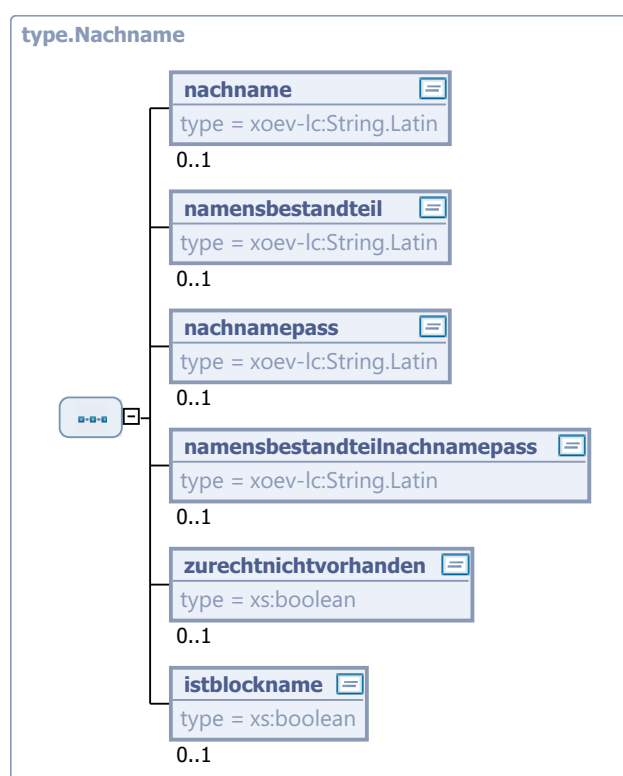 type.Nachname
nachname
type = xoev-lc:String.Latin
0..1
namensbestandteil
type = xoev-lc:String.Latin
0..1
nachnamepass
type = xoev-lc:String.Latin
0..1
namensbestandteilnachnamepass
type = xoev-lc:String.Latin
0..1
zurechtnichtvorhanden
type = xs:boolean
0..1
istblockname
type = xs:boolean
0..1